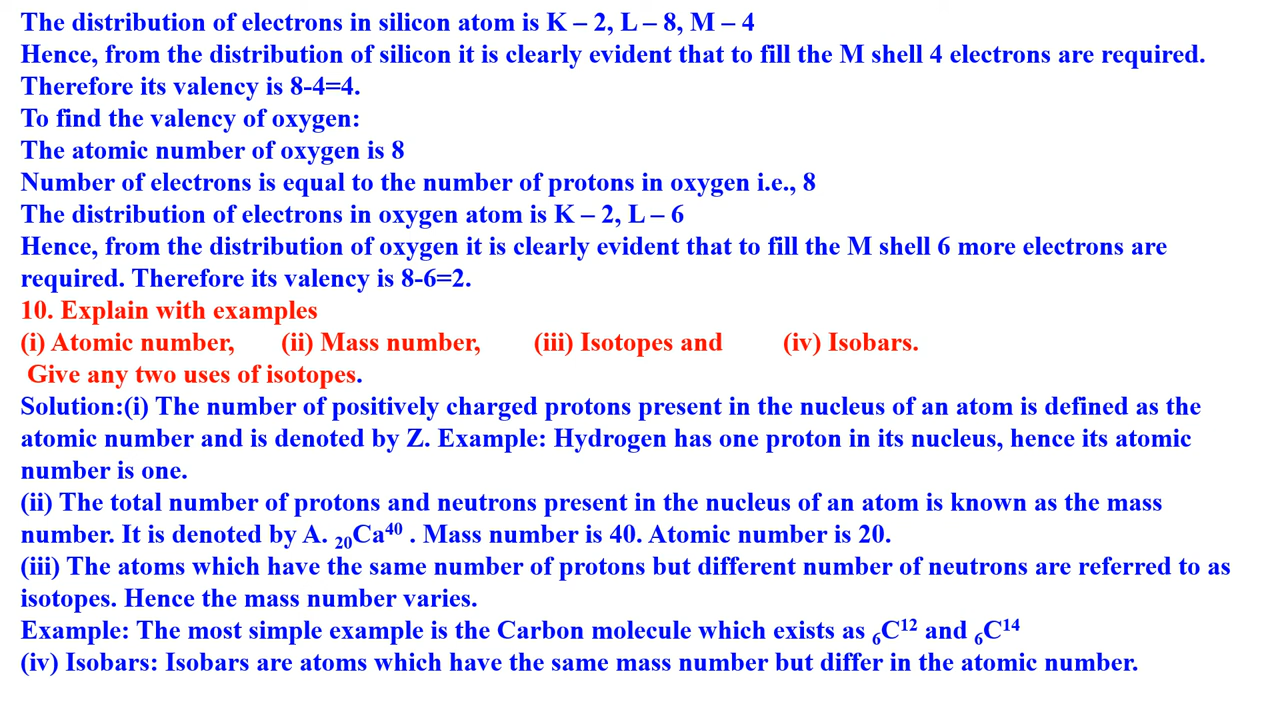 The distribution of electrons in silicon atom is K – 2, L – 8, M – 4
Hence, from the distribution of silicon it is clearly evident that to fill the M shell 4 electrons are required.
Therefore its valency is 8-4=4.
To find the valency of oxygen:
The atomic number of oxygen is 8
Number of electrons is equal to the number of protons in oxygen i.e., 8
The distribution of electrons in oxygen atom is K – 2, L – 6
Hence, from the distribution of oxygen it is clearly evident that to fill the M shell 6 more electrons are
required. Therefore its valency is 8-6=2.
10. Explain with examples
(i) Atomic number, (ii) Mass number, (iii) Isotopes and (iv) Isobars.
Give any two uses of isotopes.
Solution:(i) The number of positively charged protons present in the nucleus of an atom is defined as the
atomic number and is denoted by Z. Example: Hydrogen has one proton in its nucleus, hence its atomic
number is one.
(ii) The total number of protons and neutrons present in the nucleus of an atom is known as the mass
number. It is denoted by A. ₂₀Ca⁴⁰ . Mass number is 40. Atomic number is 20.
(iii) The atoms which have the same number of protons but different number of neutrons are referred to as
isotopes. Hence the mass number varies.
Example: The most simple example is the Carbon molecule which exists as ₆C¹² and ₆C¹⁴
(iv) Isobars: Isobars are atoms which have the same mass number but differ in the atomic number.